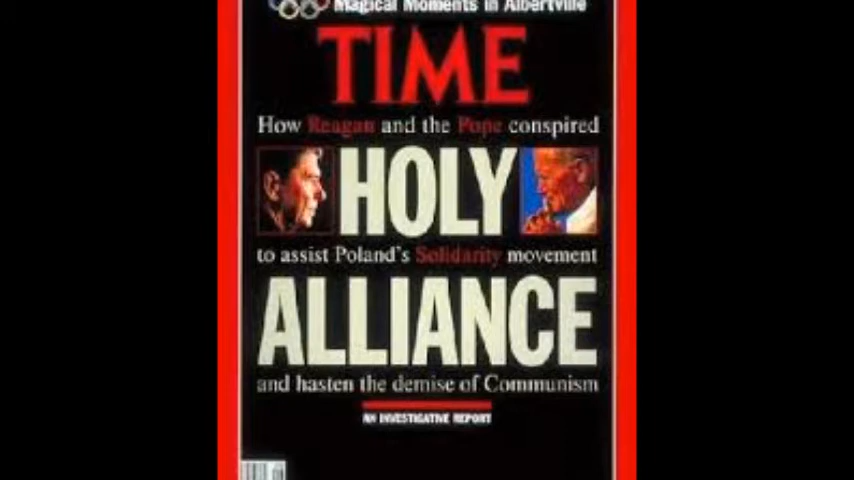 Magical Moments in Albertville
TIME
How Reagan and the Pope conspired
HOLY
to assist Poland's Solidarity movement
ALLIANCE
and hasten the demise of Communism
AN INVESTIGATIVE REPORT